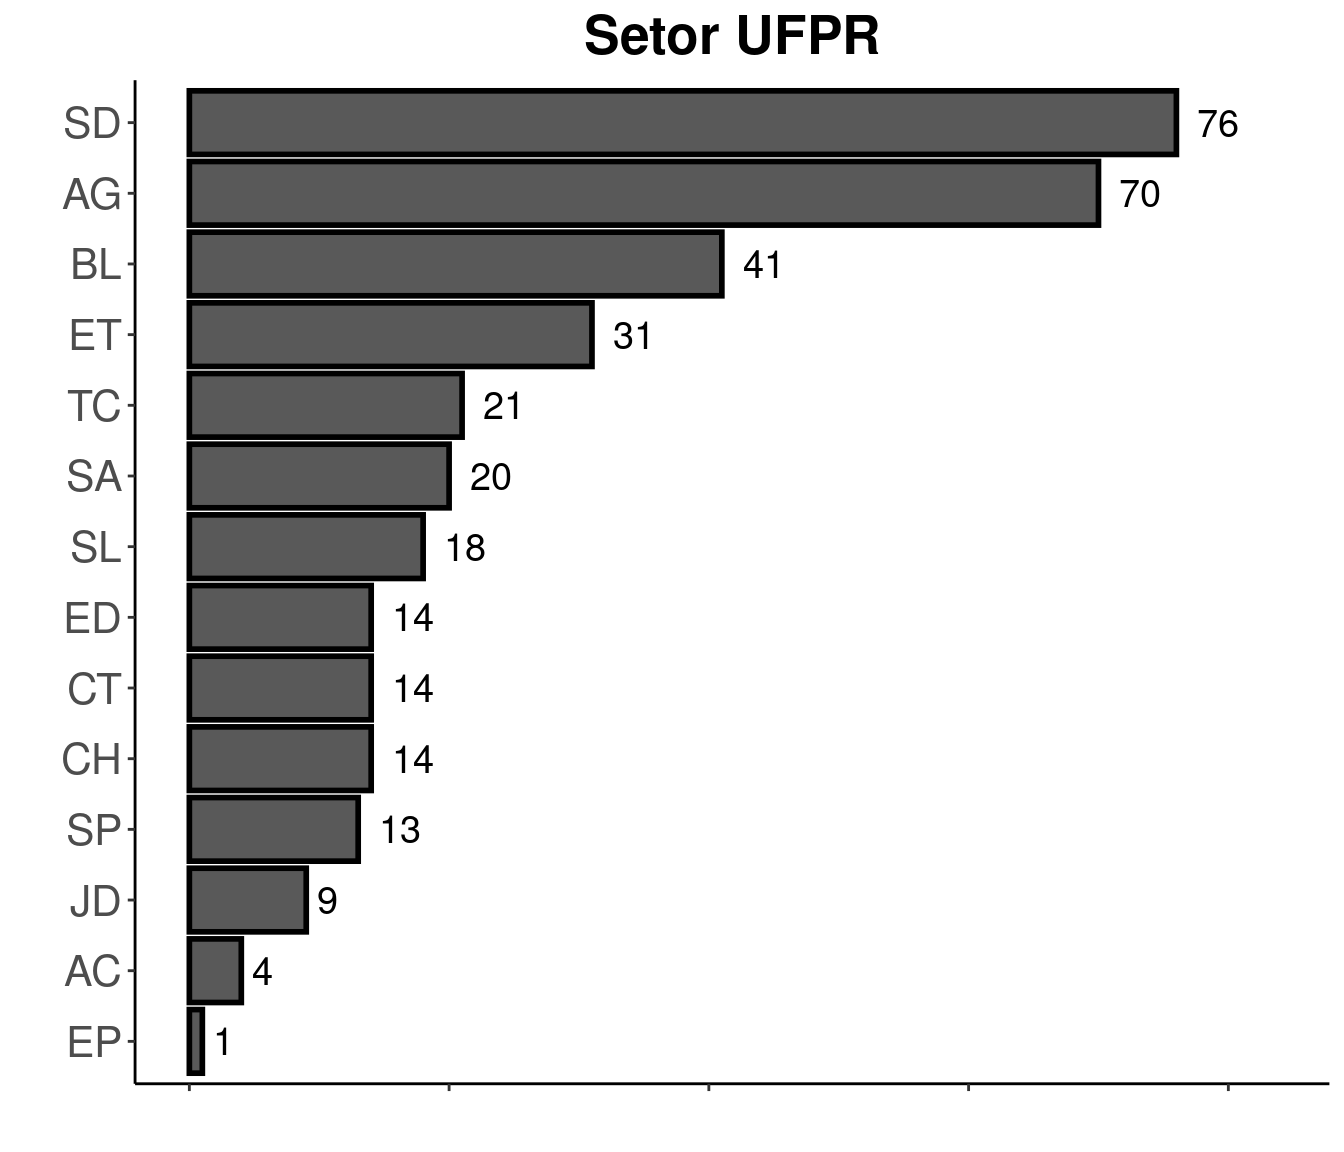 Setor UFPR
SD 76
AG 70
BL 41
ET 31
TC 21
SA 20
SL 18
ED 14
CT 14
CH 14
SP 13
JD 9
AC 4
EP 1